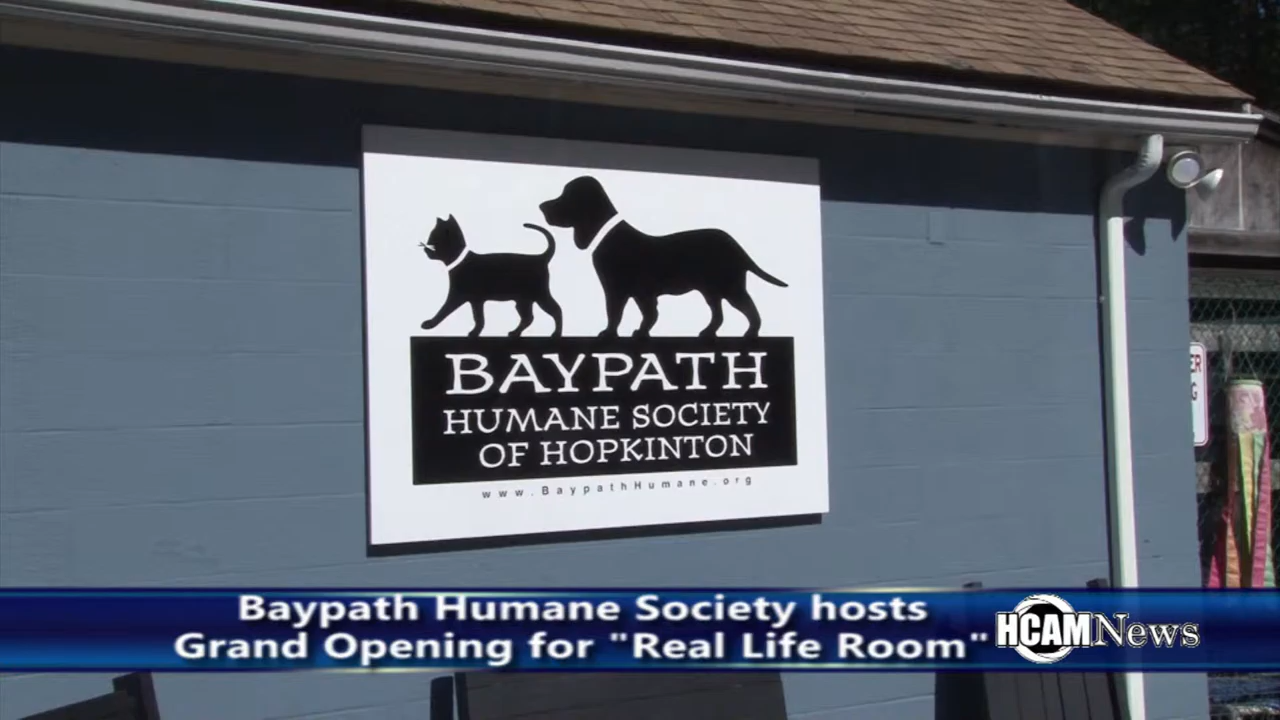 BAYPATH
HUMANE SOCIETY
OF HOPKINTON
www.BaypathHumane.org
Baypath Humane Society hosts
Grand Opening for "Real Life Room"
HCAMNews